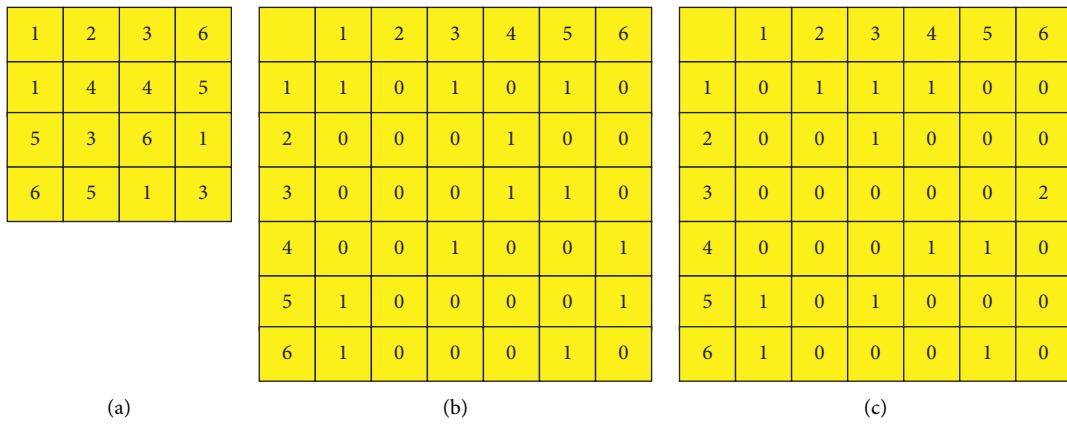 1 2 3 6
1 4 4 5
5 3 6 1
6 5 1 3
(a)
1 2 3 4 5 6
1 1 0 1 0 1 0
2 0 0 0 1 0 0
3 0 0 0 1 1 0
4 0 0 1 0 0 1
5 1 0 0 0 0 1
6 1 0 0 0 1 0
(b)
1 2 3 4 5 6
1 0 1 1 1 0 0
2 0 0 1 0 0 0
3 0 0 0 0 0 2
4 0 0 0 1 1 0
5 1 0 1 0 0 0
6 1 0 0 0 1 0
(c)